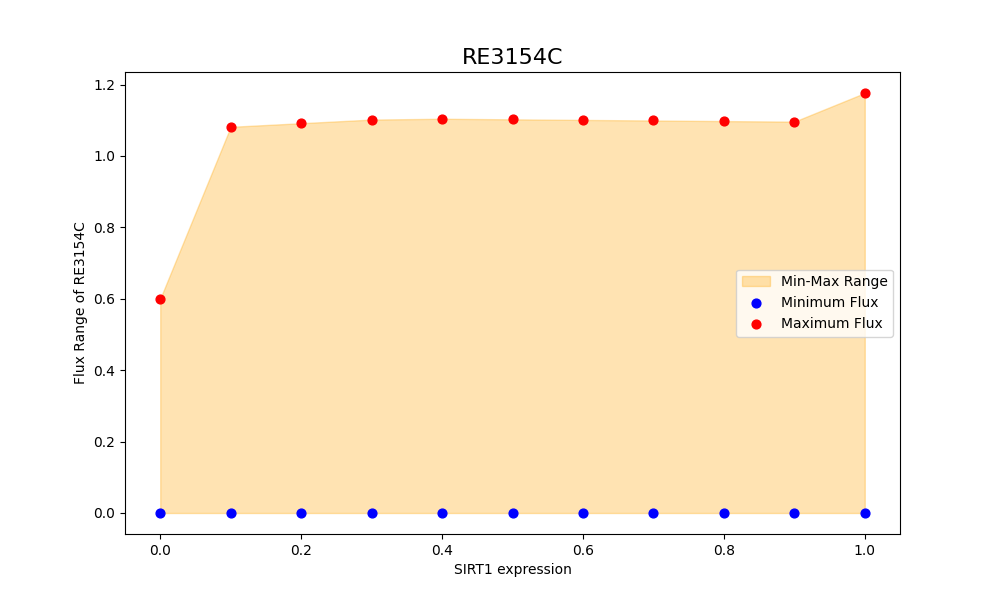 RE3154C
Flux Range of RE3154C
1.2
1.0
0.8
0.6
0.4
0.2
0.0
Min-Max Range
Minimum Flux
Maximum Flux
0.0 0.2 0.4 0.6 0.8 1.0
SIRT1 expression